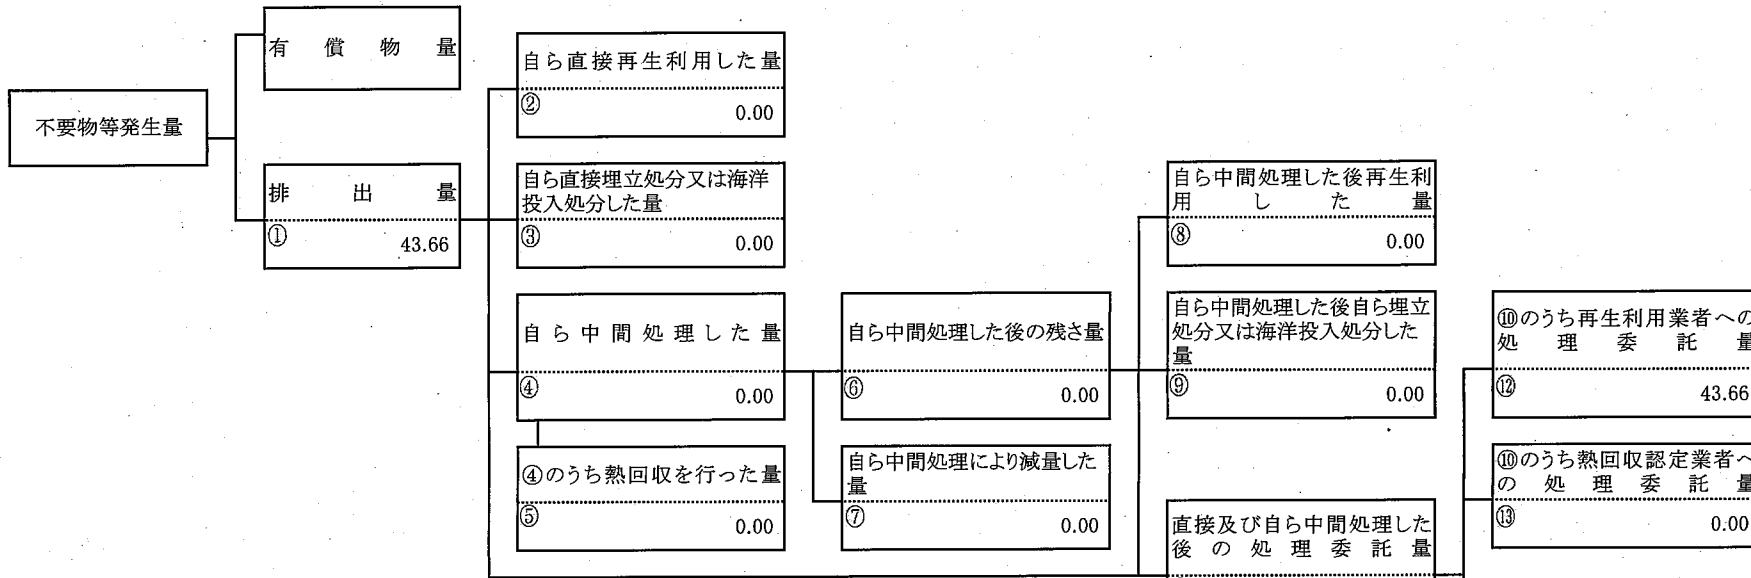 不要物等発生量
有償物量
排出量
① 43.66
自ら直接再生利用した量
② 0.00
自ら直接埋立処分又は海洋
投入処分した量
③ 0.00
自ら中間処理した量
④ 0.00
④のうち熱回収を行った量
⑤ 0.00
自ら中間処理した後の残さ量
⑥ 0.00
自ら中間処理により減量した
量
⑦ 0.00
自ら中間処理した後再生利
用した量
⑧ 0.00
自ら中間処理した後自ら埋立
処分又は海洋投入処分した
量
⑨ 0.00
直接及び自ら中間処理した
後の処理委託量
⑩のうち再生利用業者への
処理委託量
⑫ 43.66
⑩のうち熱回収認定業者へ
の処理委託量
⑬ 0.00